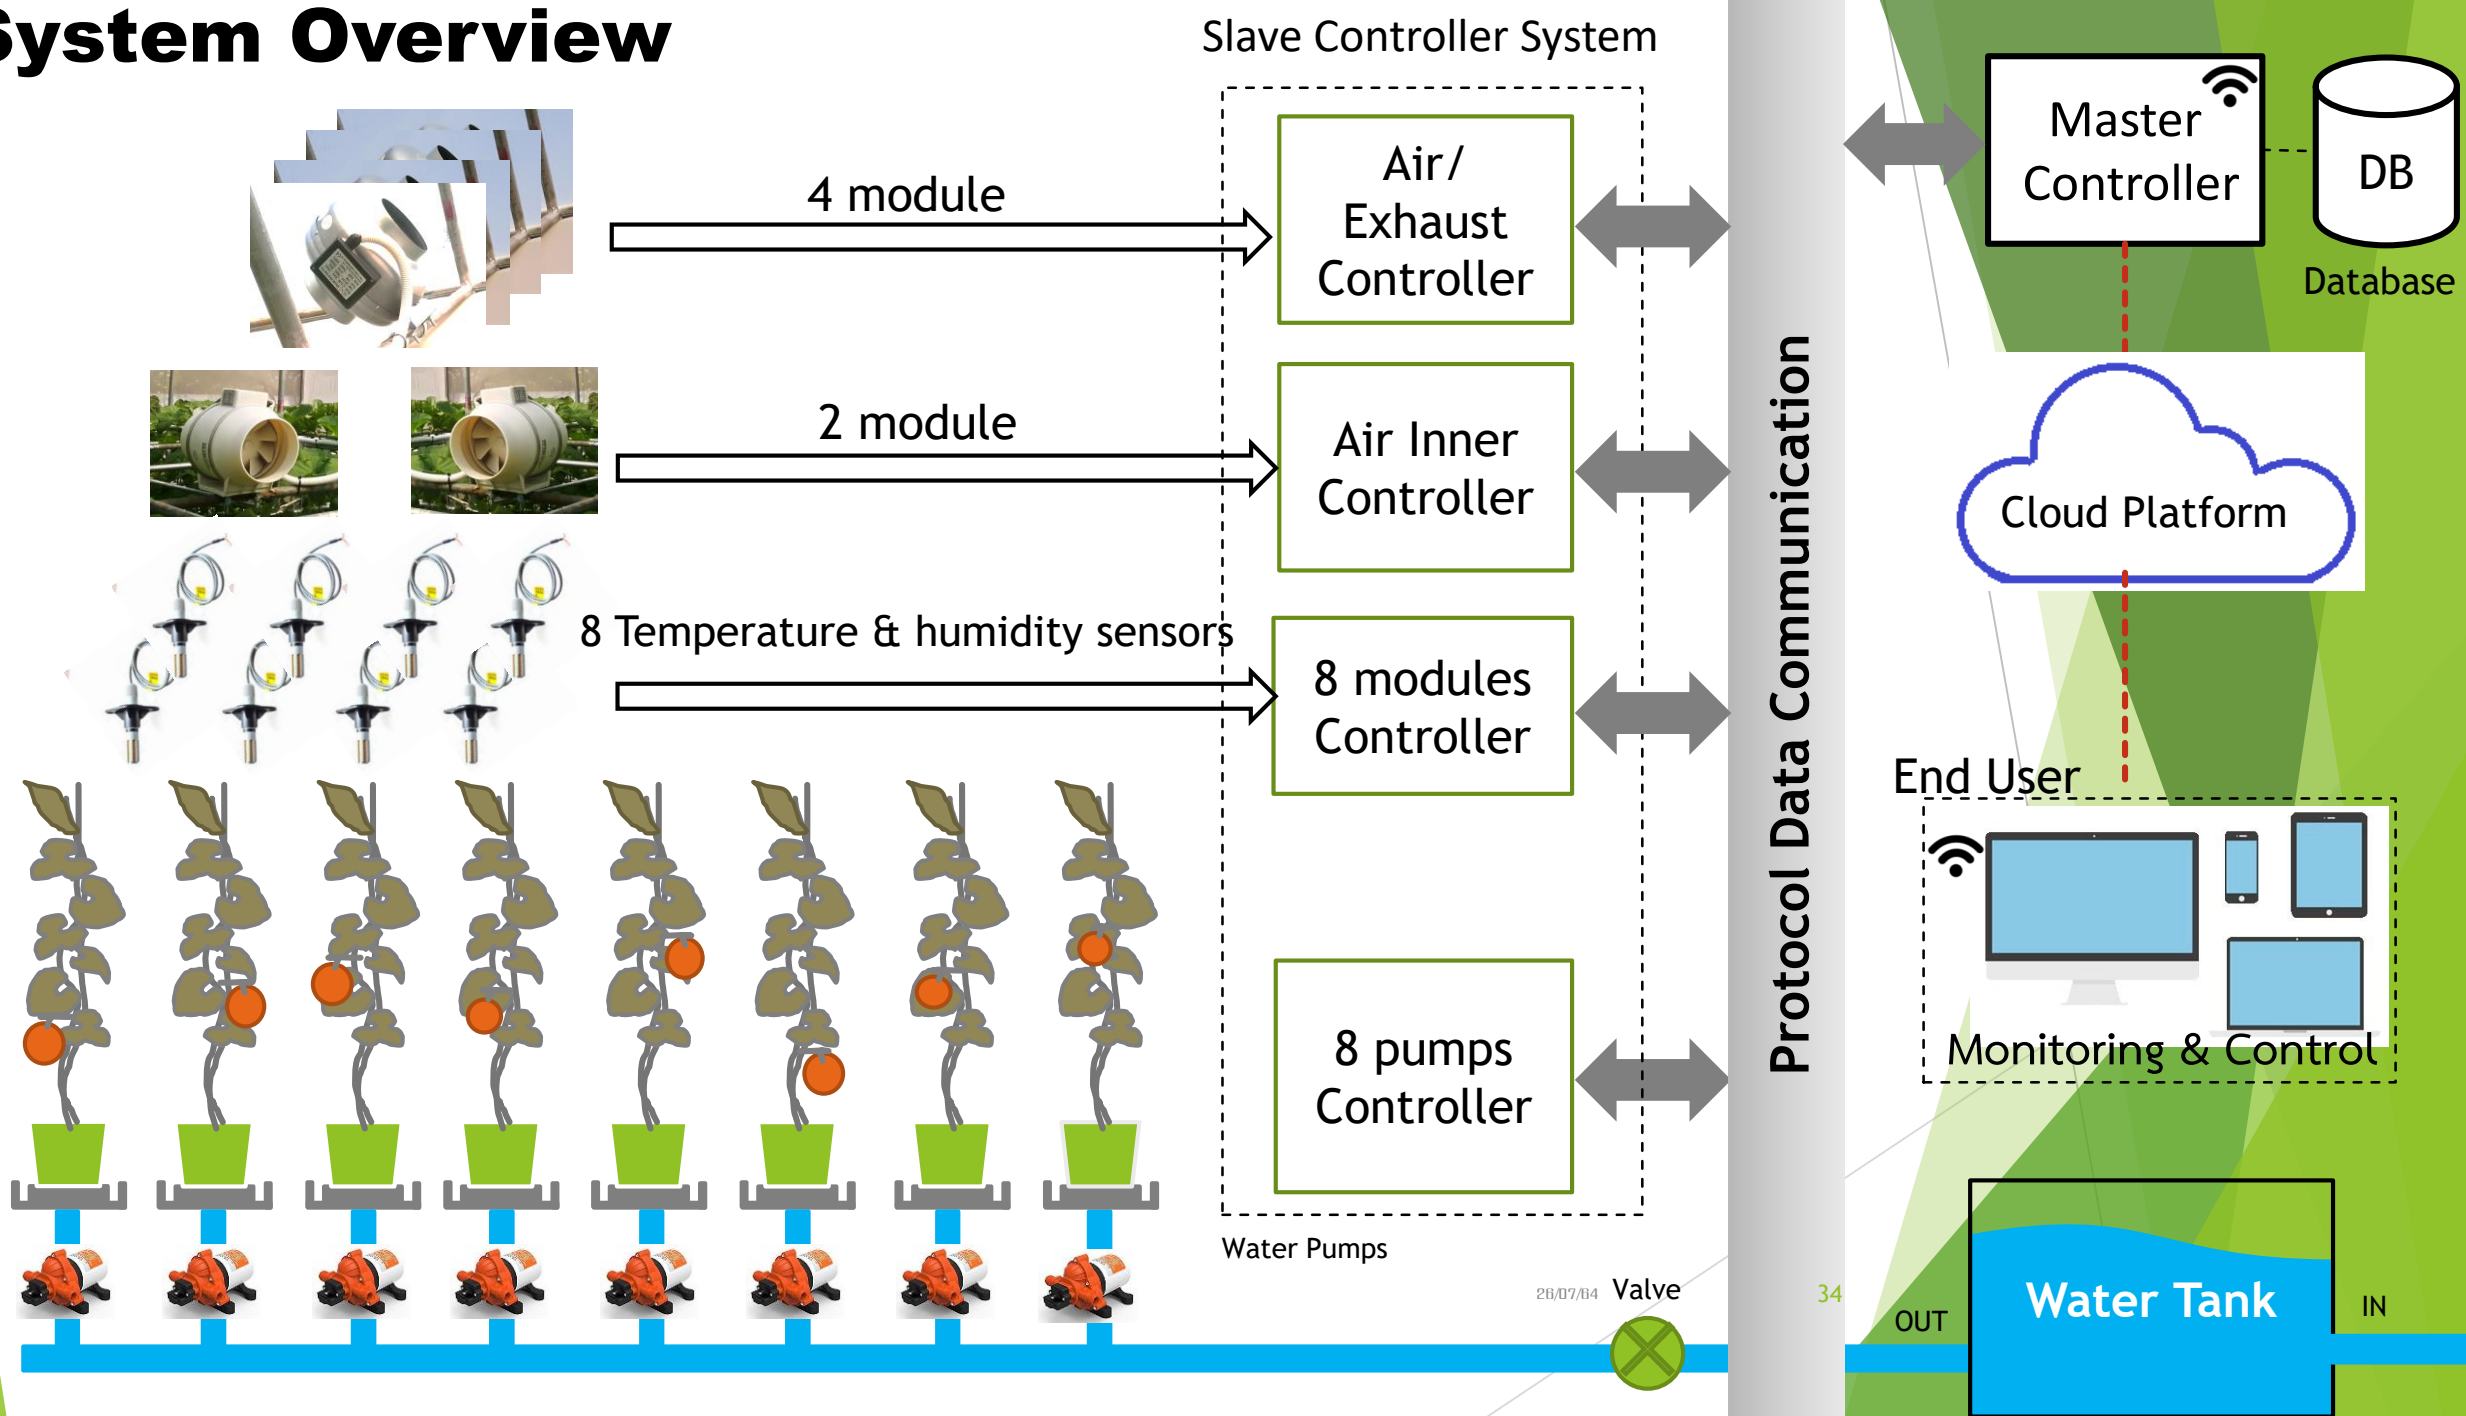 System Overview
Slave Controller System
4 module
Air/
Exhaust
Controller
2 module
Air Inner
Controller
8 Temperature & humidity sensors
8 modules
Controller
8 pumps
Controller
Water Pumps
26/07/64
Valve
34
Protocol Data Communication
Master
Controller
DB
Database
Cloud Platform
End User
Monitoring & Control
OUT
Water Tank
IN